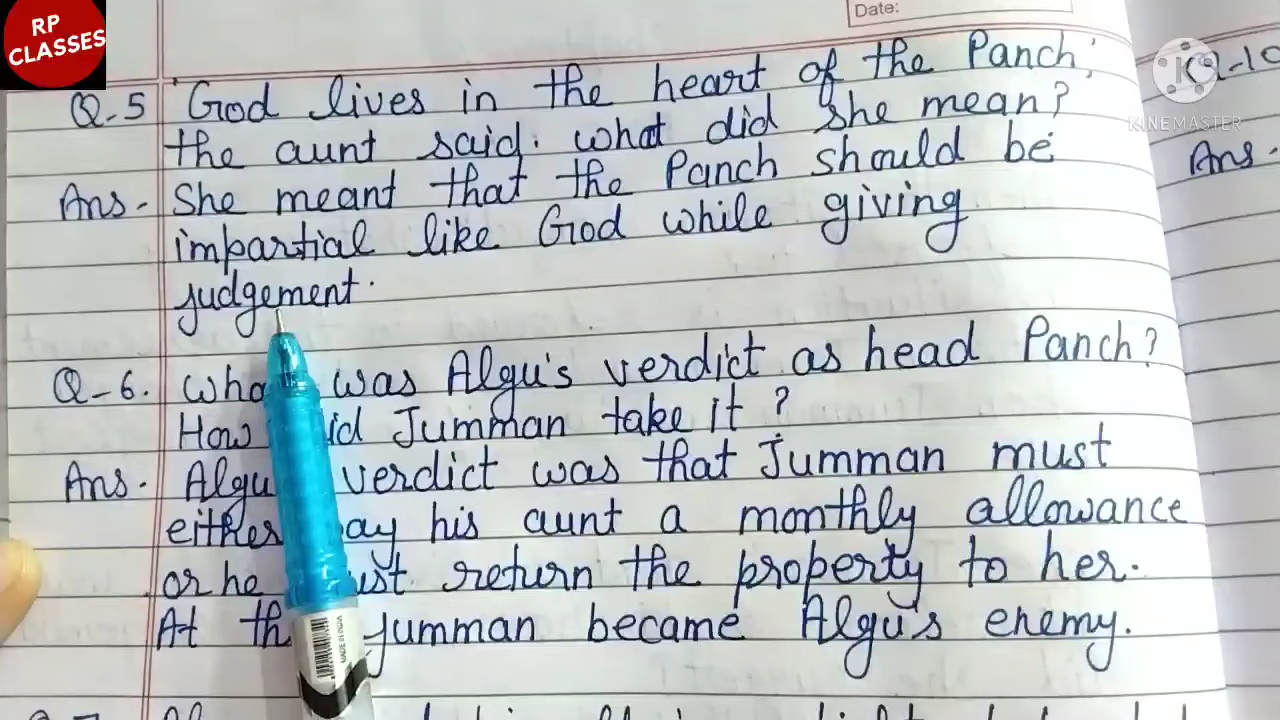 RP
CLASSES
Date:
KINEMASTER
Q.5 'God lives in the heart of the Panch,'
the aunt said. what did she mean?
Ans - She meant that the Panch should be
impartial like God while giving
judgement.
Q-6. was Algu's verdict as head Panch?
How Jumman take it?
Ans. verdict was that Jumman must
either his aunt a monthly allowance
or he return the property to her.
At Jumman became Algu's enemy.
Ans.
MADE IN INDIA